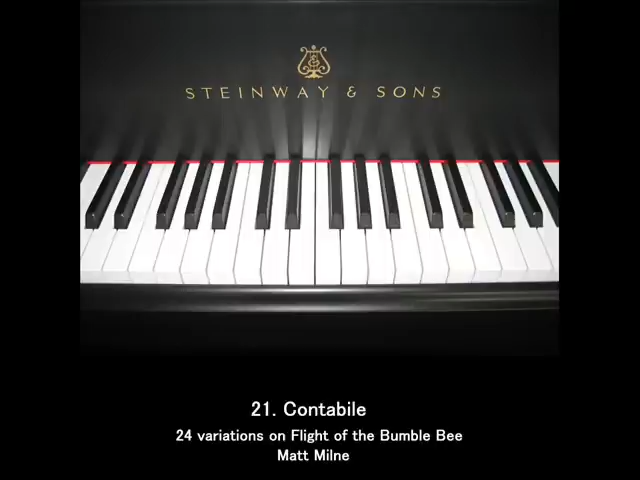 STEINWAY & SONS
21. Contabile
24 variations on Flight of the Bumble Bee
Matt Milne